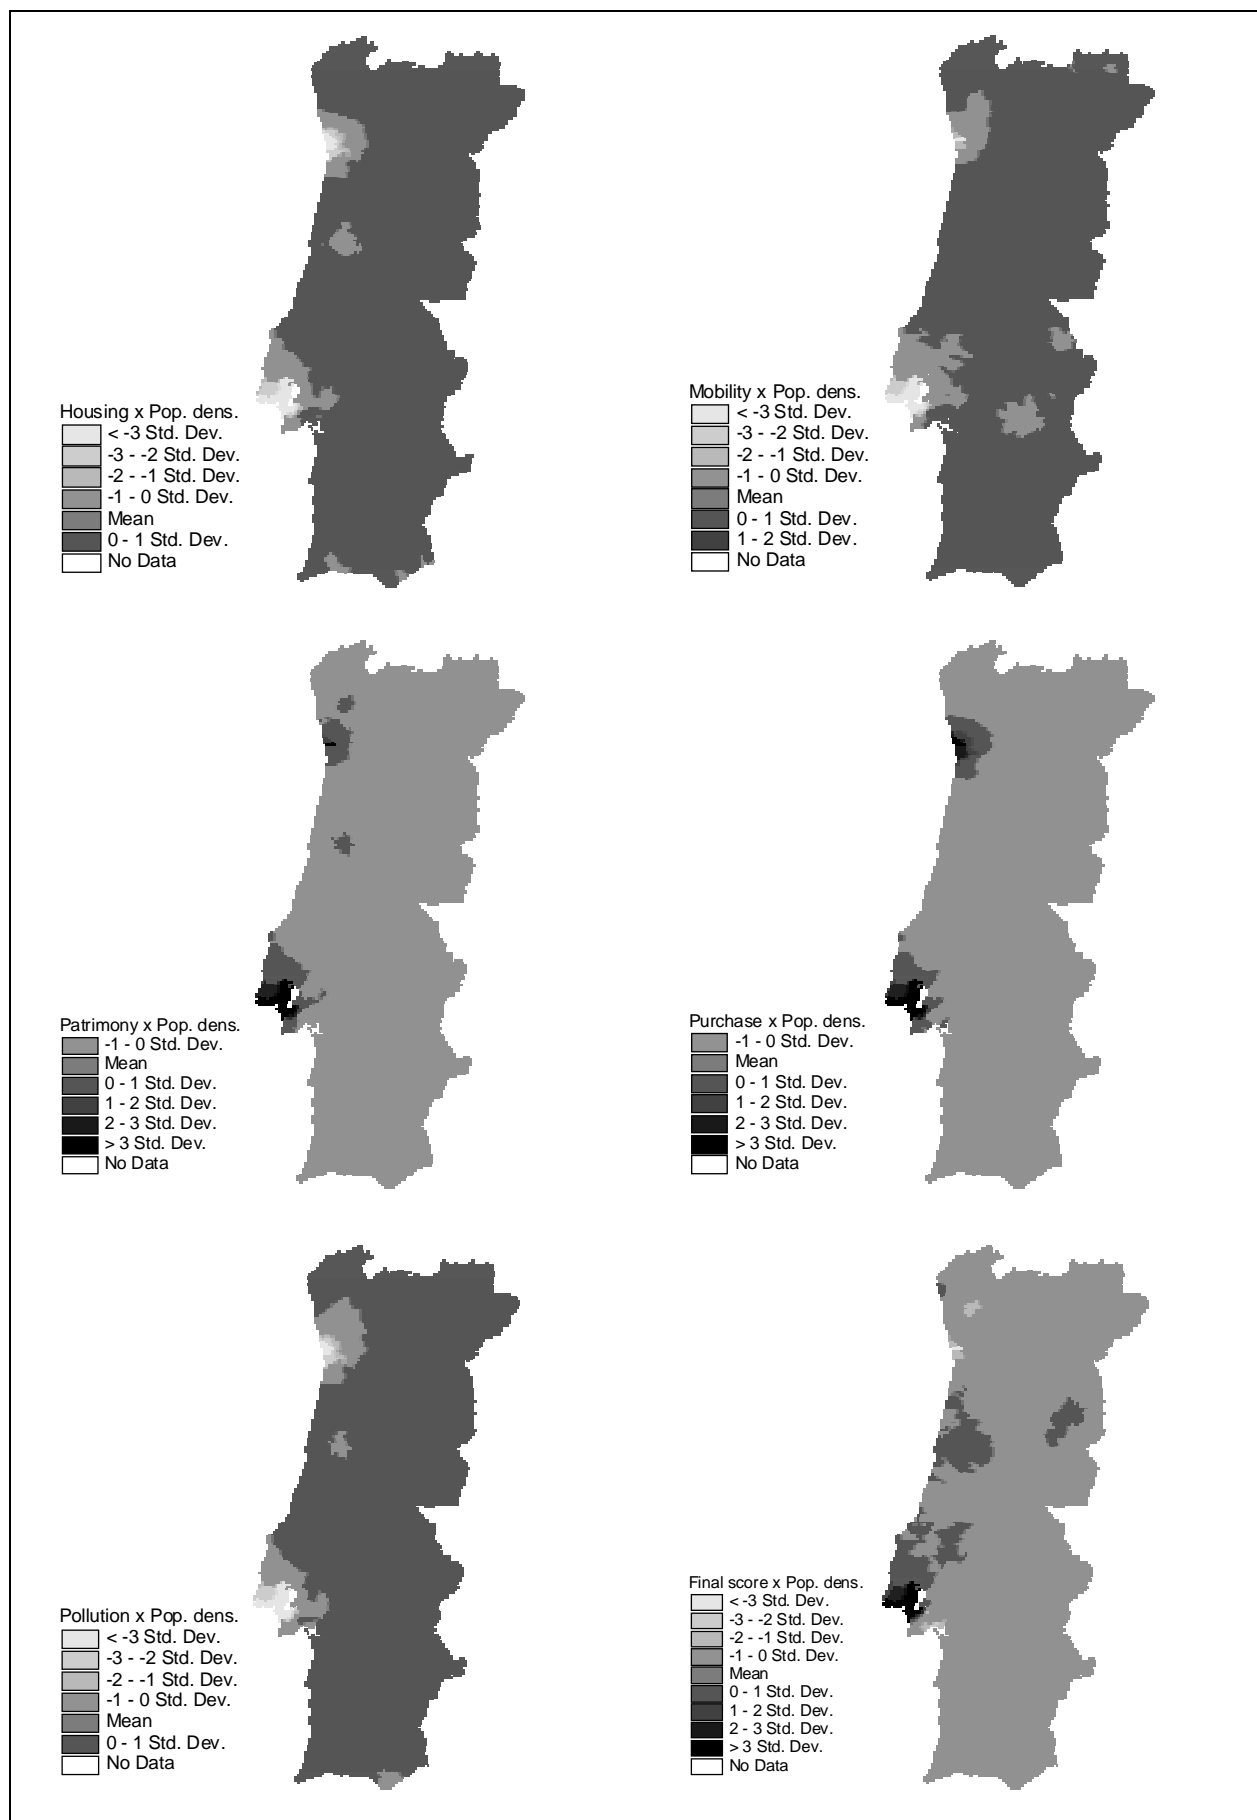 Housing x Pop. dens.
< -3 Std. Dev.
-3 - -2 Std. Dev.
-2 - -1 Std. Dev.
-1 - 0 Std. Dev.
Mean
0 - 1 Std. Dev.
No Data
Mobility x Pop. dens.
< -3 Std. Dev.
-3 - -2 Std. Dev.
-2 - -1 Std. Dev.
-1 - 0 Std. Dev.
Mean
0 - 1 Std. Dev.
1 - 2 Std. Dev.
No Data
Patrimony x Pop. dens.
-1 - 0 Std. Dev.
Mean
0 - 1 Std. Dev.
1 - 2 Std. Dev.
2 - 3 Std. Dev.
> 3 Std. Dev.
No Data
Purchase x Pop. dens.
-1 - 0 Std. Dev.
Mean
0 - 1 Std. Dev.
1 - 2 Std. Dev.
2 - 3 Std. Dev.
> 3 Std. Dev.
No Data
Pollution x Pop. dens.
< -3 Std. Dev.
-3 - -2 Std. Dev.
-2 - -1 Std. Dev.
-1 - 0 Std. Dev.
Mean
0 - 1 Std. Dev.
No Data
Final score x Pop. dens.
< -3 Std. Dev.
-3 - -2 Std. Dev.
-2 - -1 Std. Dev.
-1 - 0 Std. Dev.
Mean
0 - 1 Std. Dev.
1 - 2 Std. Dev.
2 - 3 Std. Dev.
> 3 Std. Dev.
No Data